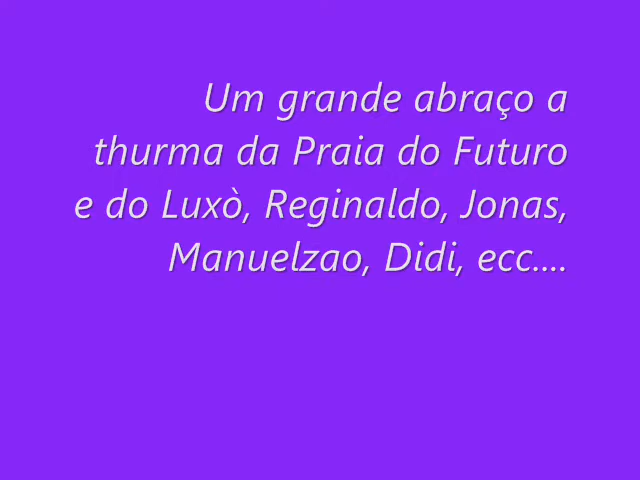 Um grande abraço a
thurma da Praia do Futuro
e do Luxò, Reginaldo, Jonas,
Manuelzao, Didi, ecc....